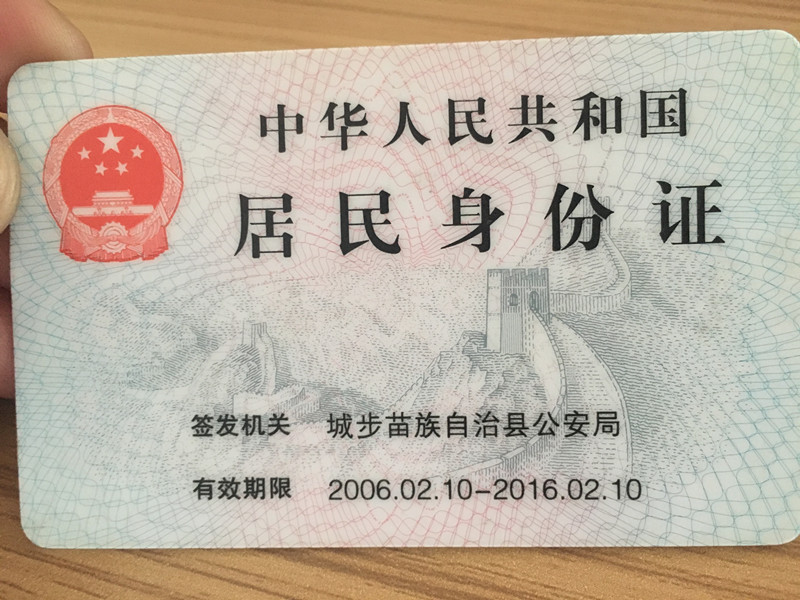 中华人民共和国
居民身份证
签发机关 城步苗族自治县公安局
有效期限 2006.02.10-2016.02.10